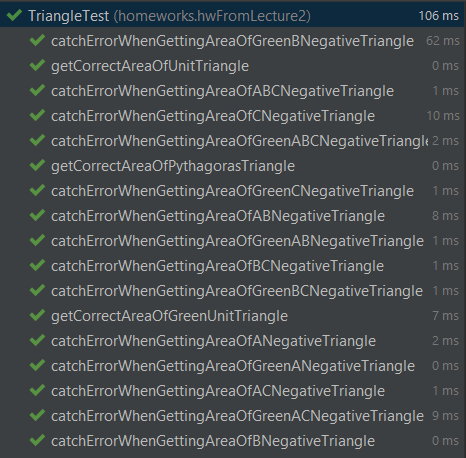 TriangleTest (homeworks.hwFromLecture2) 106 ms
catchErrorWhenGettingAreaOfGreenBNegativeTriangle 62 ms
getCorrectAreaOfUnitTriangle 0 ms
catchErrorWhenGettingAreaOfABCNegativeTriangle 1 ms
catchErrorWhenGettingAreaOfCNegativeTriangle 10 ms
catchErrorWhenGettingAreaOfGreenABCNegativeTriangle 2 ms
getCorrectAreaOfPythagorasTriangle 0 ms
catchErrorWhenGettingAreaOfGreenCNegativeTriangle 1 ms
catchErrorWhenGettingAreaOfABNegativeTriangle 8 ms
catchErrorWhenGettingAreaOfGreenABNegativeTriangle 1 ms
catchErrorWhenGettingAreaOfBCNegativeTriangle 1 ms
catchErrorWhenGettingAreaOfGreenBCNegativeTriangle 1 ms
getCorrectAreaOfGreenUnitTriangle 7 ms
catchErrorWhenGettingAreaOfANegativeTriangle 2 ms
catchErrorWhenGettingAreaOfGreenANegativeTriangle 0 ms
catchErrorWhenGettingAreaOfACNegativeTriangle 1 ms
catchErrorWhenGettingAreaOfGreenACNegativeTriangle 9 ms
catchErrorWhenGettingAreaOfBNegativeTriangle 0 ms